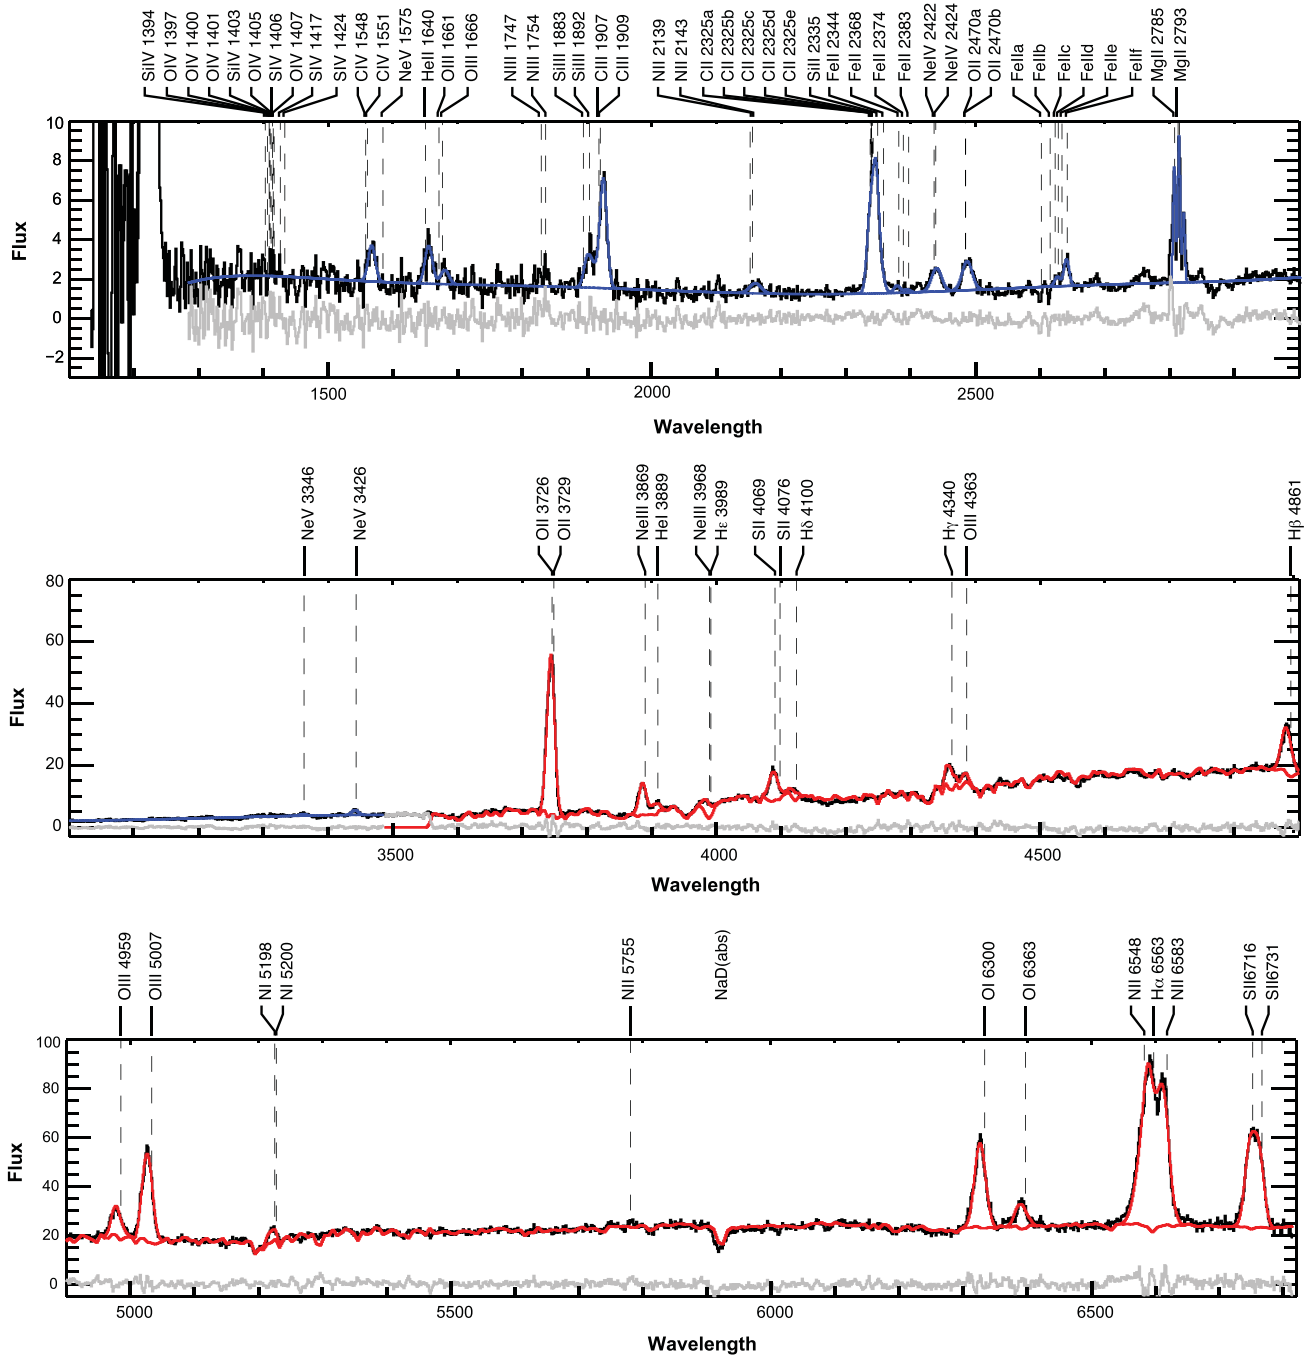 SiIV 1394
OIV 1397
OIV 1400
OIV 1401
SiIV 1403
OIV 1405
SIV 1406
OIV 1407
SIV 1417
SIV 1424
CIV 1548
CIV 1551
NeV 1575
HeII 1640
OIII 1661
OIII 1666
NIII 1747
NIII 1754
SiIII 1883
SiIII 1892
CIII 1907
CIII 1909
NII 2139
NII 2143
CII 2325a
CII 2325b
CII 2325c
CII 2325d
CII 2325e
SiII 2335
FeII 2344
FeII 2368
FeII 2374
FeII 2383
NeIV 2422
NeIV 2424
OII 2470a
OII 2470b
FeIIa
FeIIb
FeIIc
FeIId
FeIIe
FeIIf
MgII 2785
MgII 2793
10
8
6
4
2
0
−2
Flux
1500
2000
2500
Wavelength
NeV 3346
NeV 3426
OII 3726
OII 3729
NeIII 3869
HeI 3889
NeIII 3968
Hε 3989
SII 4069
SII 4076
Hδ 4100
Hγ 4340
OIII 4363
Hβ 4861
80
60
40
20
0
Flux
3500
4000
4500
Wavelength
OIII 4959
OIII 5007
NI 5198
NI 5200
NII 5755
NaD(abs)
OI 6300
OI 6363
NII 6548
Hα 6563
NII 6583
SII6716
SII6731
100
80
60
40
20
0
Flux
5000
5500
6000
6500
Wavelength